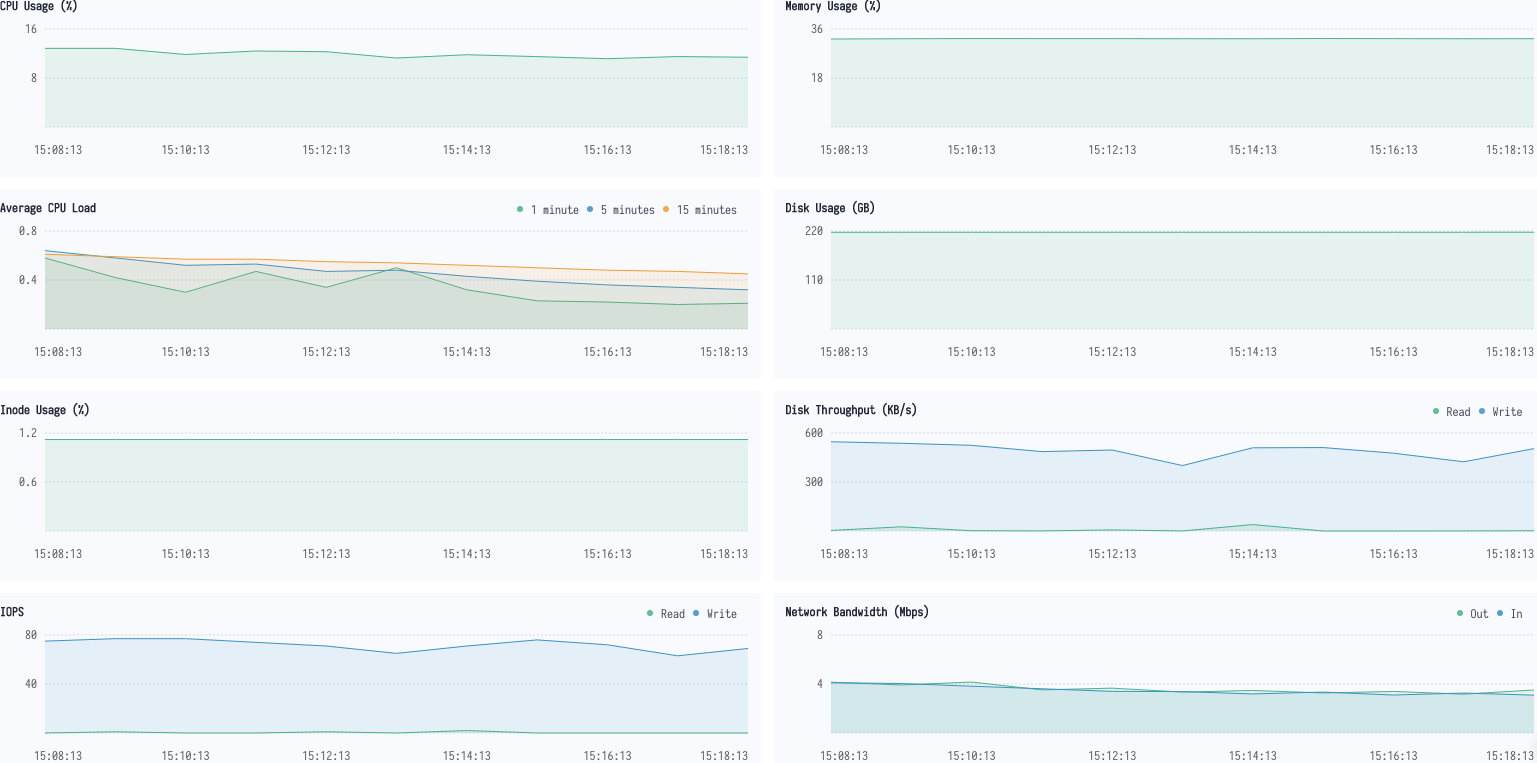 CPU Usage (%)
16
8
15:08:13 15:10:13 15:12:13 15:14:13 15:16:13 15:18:13
Memory Usage (%)
36
18
15:08:13 15:10:13 15:12:13 15:14:13 15:16:13 15:18:13
Average CPU Load
1 minute 5 minutes 15 minutes
0.8
0.4
15:08:13 15:10:13 15:12:13 15:14:13 15:16:13 15:18:13
Disk Usage (GB)
220
110
15:08:13 15:10:13 15:12:13 15:14:13 15:16:13 15:18:13
Inode Usage (%)
1.2
0.6
15:08:13 15:10:13 15:12:13 15:14:13 15:16:13 15:18:13
Disk Throughput (KB/s)
Read Write
600
300
15:08:13 15:10:13 15:12:13 15:14:13 15:16:13 15:18:13
IOPS
Read Write
80
40
15:08:13 15:10:13 15:12:13 15:14:13 15:16:13 15:18:13
Network Bandwidth (Mbps)
Out In
8
4
15:08:13 15:10:13 15:12:13 15:14:13 15:16:13 15:18:13